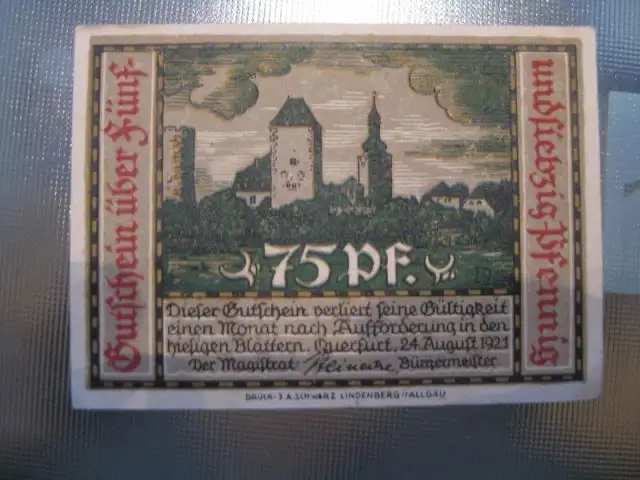 Gutschein über Fünf-
undsiebzig Pfennig
75 Pf.
Dieser Gutschein verliert seine Gültigkeit
einen Monat nach Aufforderung in den
hiesigen Blättern. Querfurt, 24. August 1921
Der Magistrat: Bürgermeister.
DRUCK: J. A. SCHWARZ LINDENBERG I/ALLGÄU